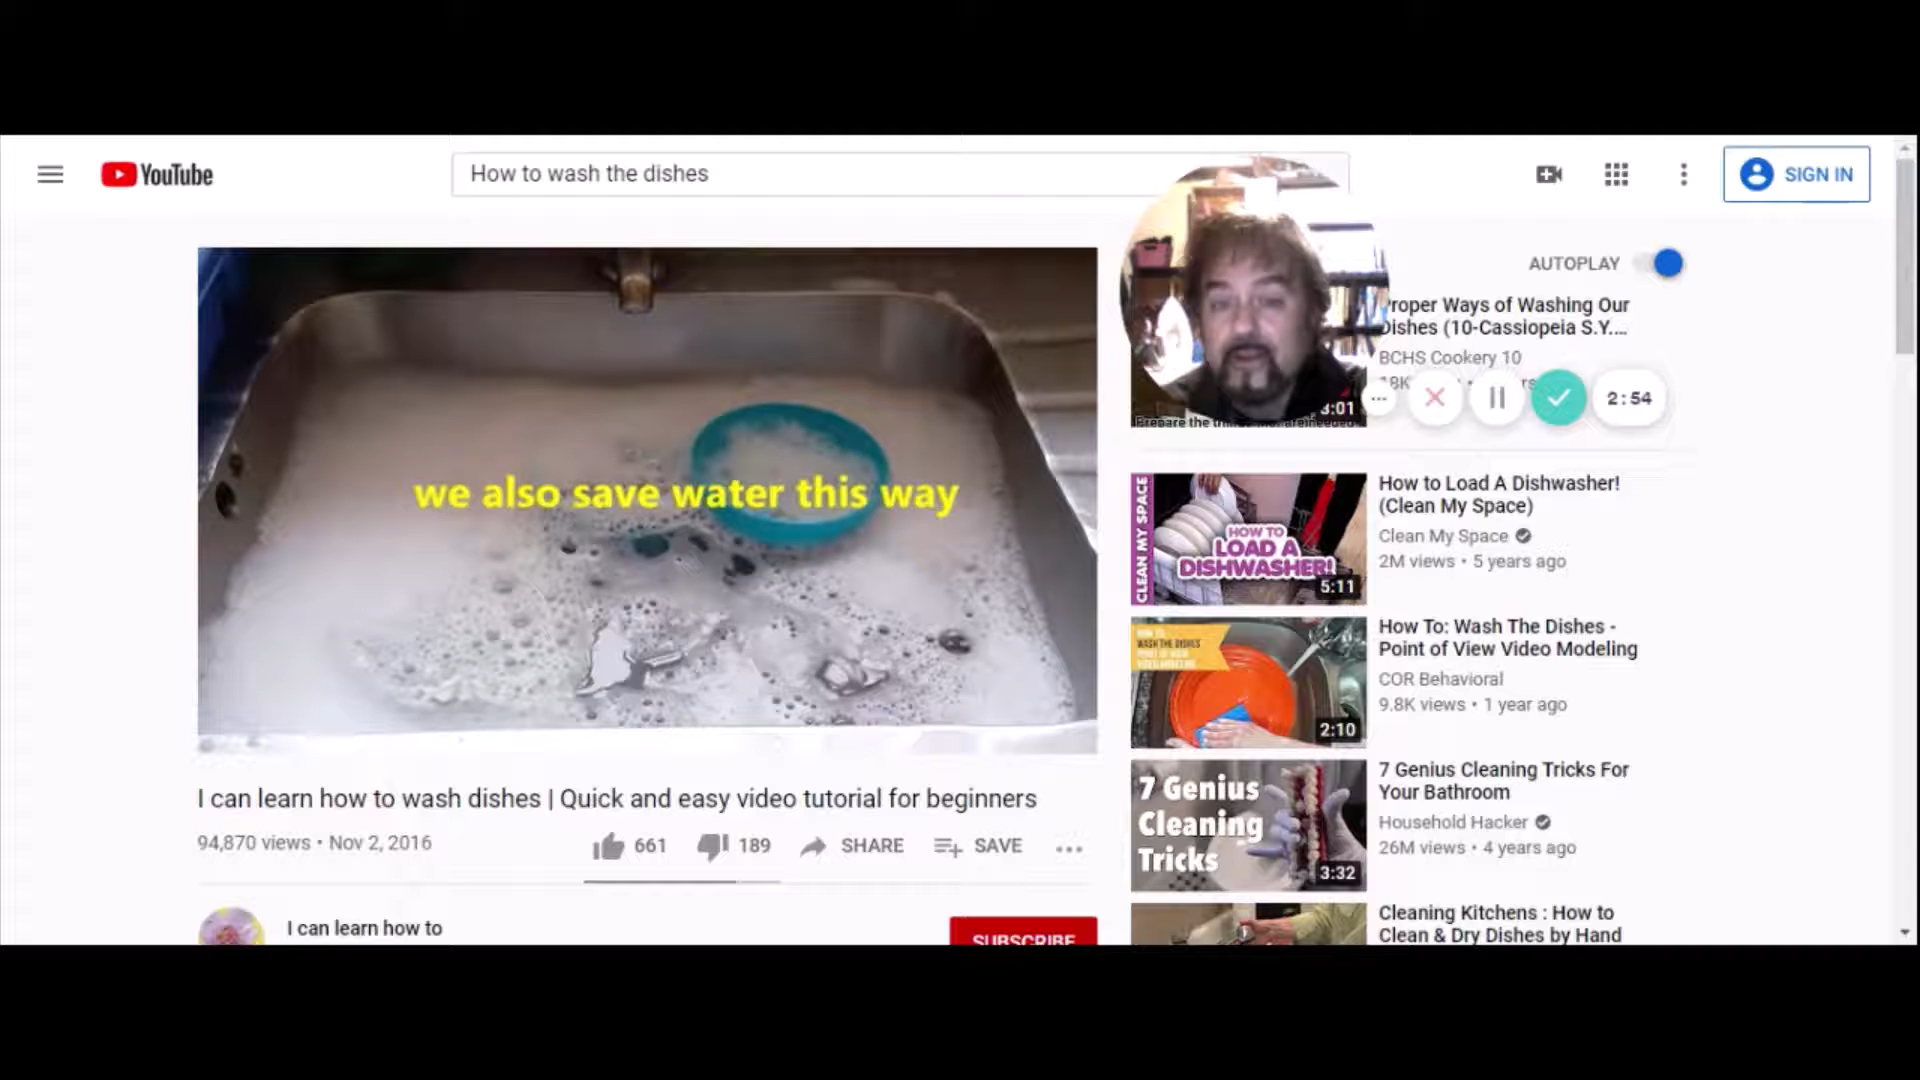 YouTube
How to wash the dishes
SIGN IN
we also save water this way
I can learn how to wash dishes | Quick and easy video tutorial for beginners
94,870 views • Nov 2, 2016
661
189
SHARE
SAVE
I can learn how to
SUBSCRIBE
AUTOPLAY
Proper Ways of Washing Our
Dishes (10-Cassiopeia S.Y....
BCHS Cookery 10
3:01
Prepare the
2:54
CLEAN MY SPACE
HOW TO
LOAD A
DISHWASHER!
5:11
How to Load A Dishwasher!
(Clean My Space)
Clean My Space
2M views • 5 years ago
WASH THE DISHES
2:10
How To: Wash The Dishes -
Point of View Video Modeling
COR Behavioral
9.8K views • 1 year ago
7 Genius
Cleaning
Tricks
3:32
7 Genius Cleaning Tricks For
Your Bathroom
Household Hacker
26M views • 4 years ago
Cleaning Kitchens : How to
Clean & Dry Dishes by Hand